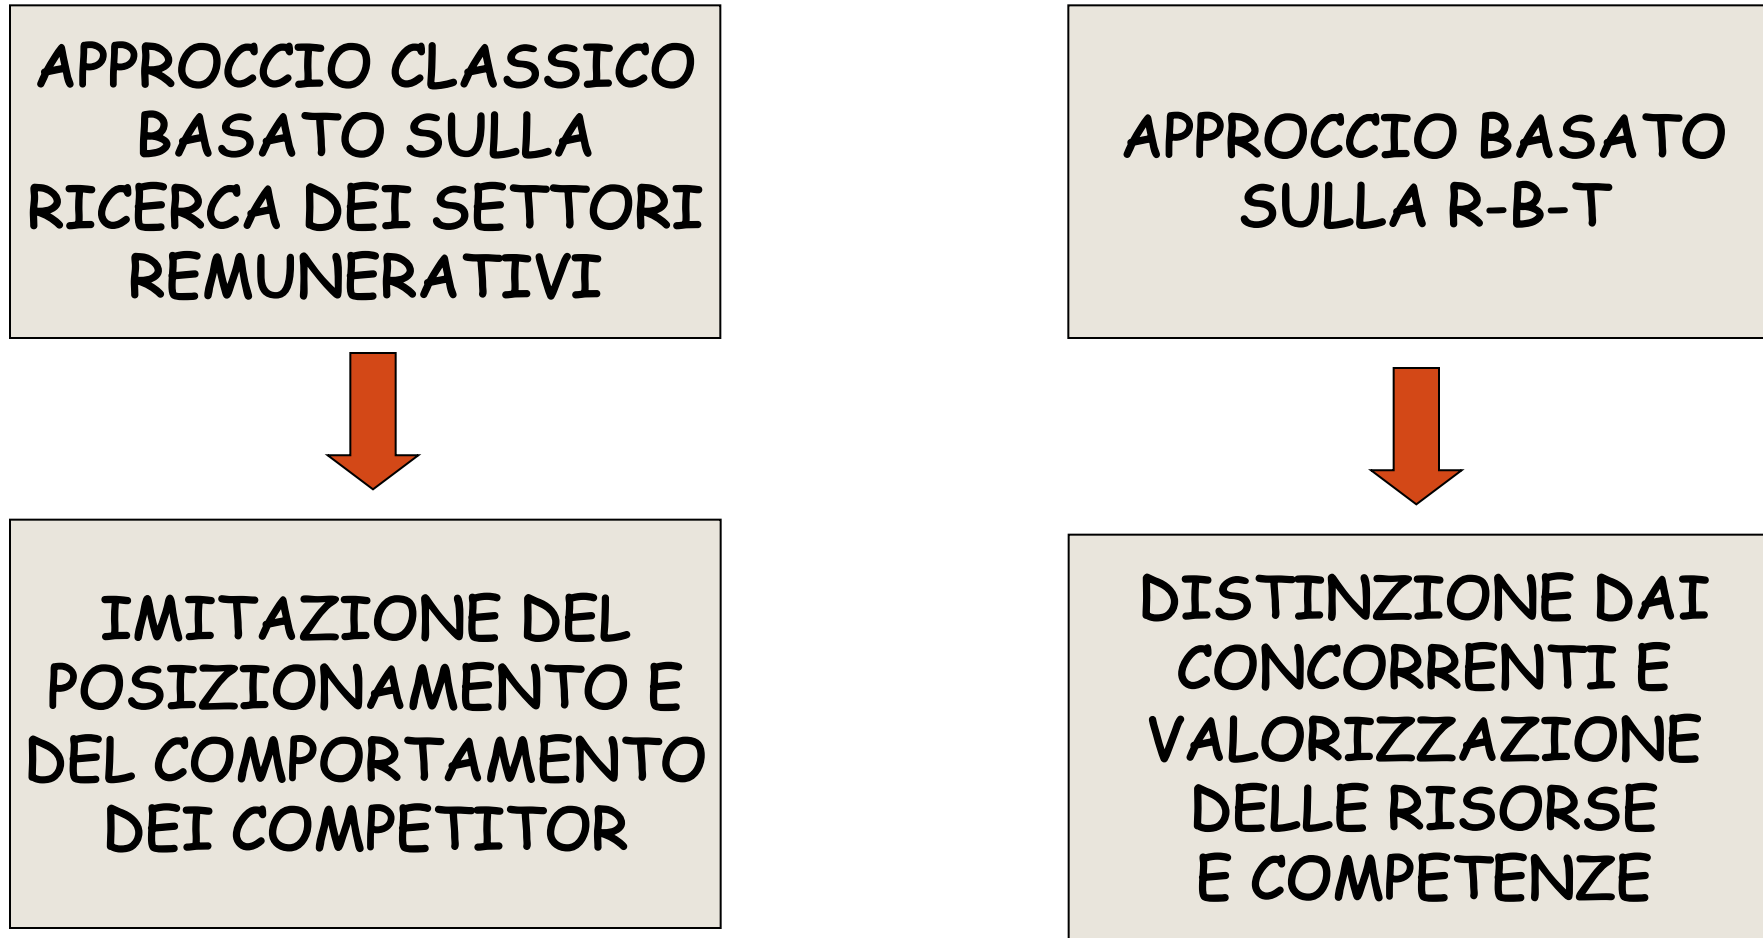 APPROCCIO CLASSICO
BASATO SULLA
RICERCA DEI SETTORI
REMUNERATIVI
IMITAZIONE DEL
POSIZIONAMENTO E
DEL COMPORTAMENTO
DEI COMPETITOR
APPROCCIO BASATO
SULLA R-B-T
DISTINZIONE DAI
CONCORRENTI E
VALORIZZAZIONE
DELLE RISORSE
E COMPETENZE